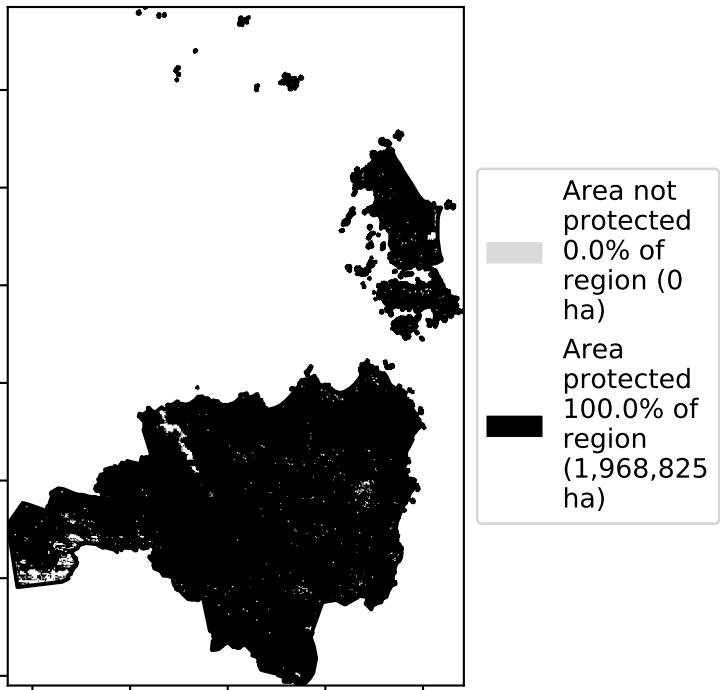 Area not
protected
0.0% of
region (0
ha)
Area
protected
100.0% of
region
(1,968,825
ha)